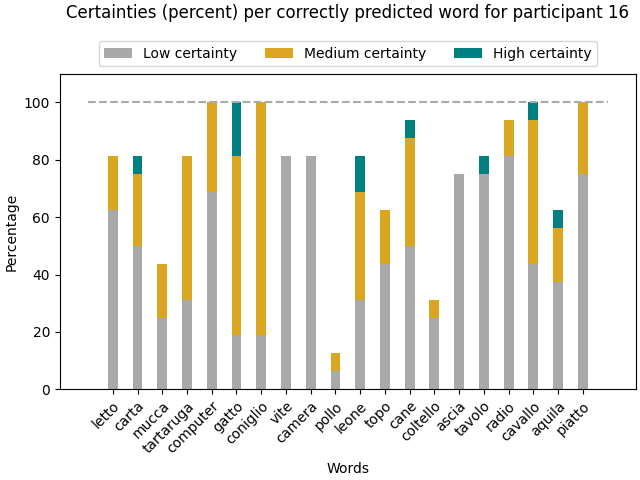 Certainties (percent) per correctly predicted word for participant 16
Low certainty Medium certainty High certainty
100
80
60
40
20
0
Percentage
letto carta mucca tartaruga computer gatto coniglio vite camera pollo leone topo cane coltello ascia tavolo radio cavallo aquila piatto
Words